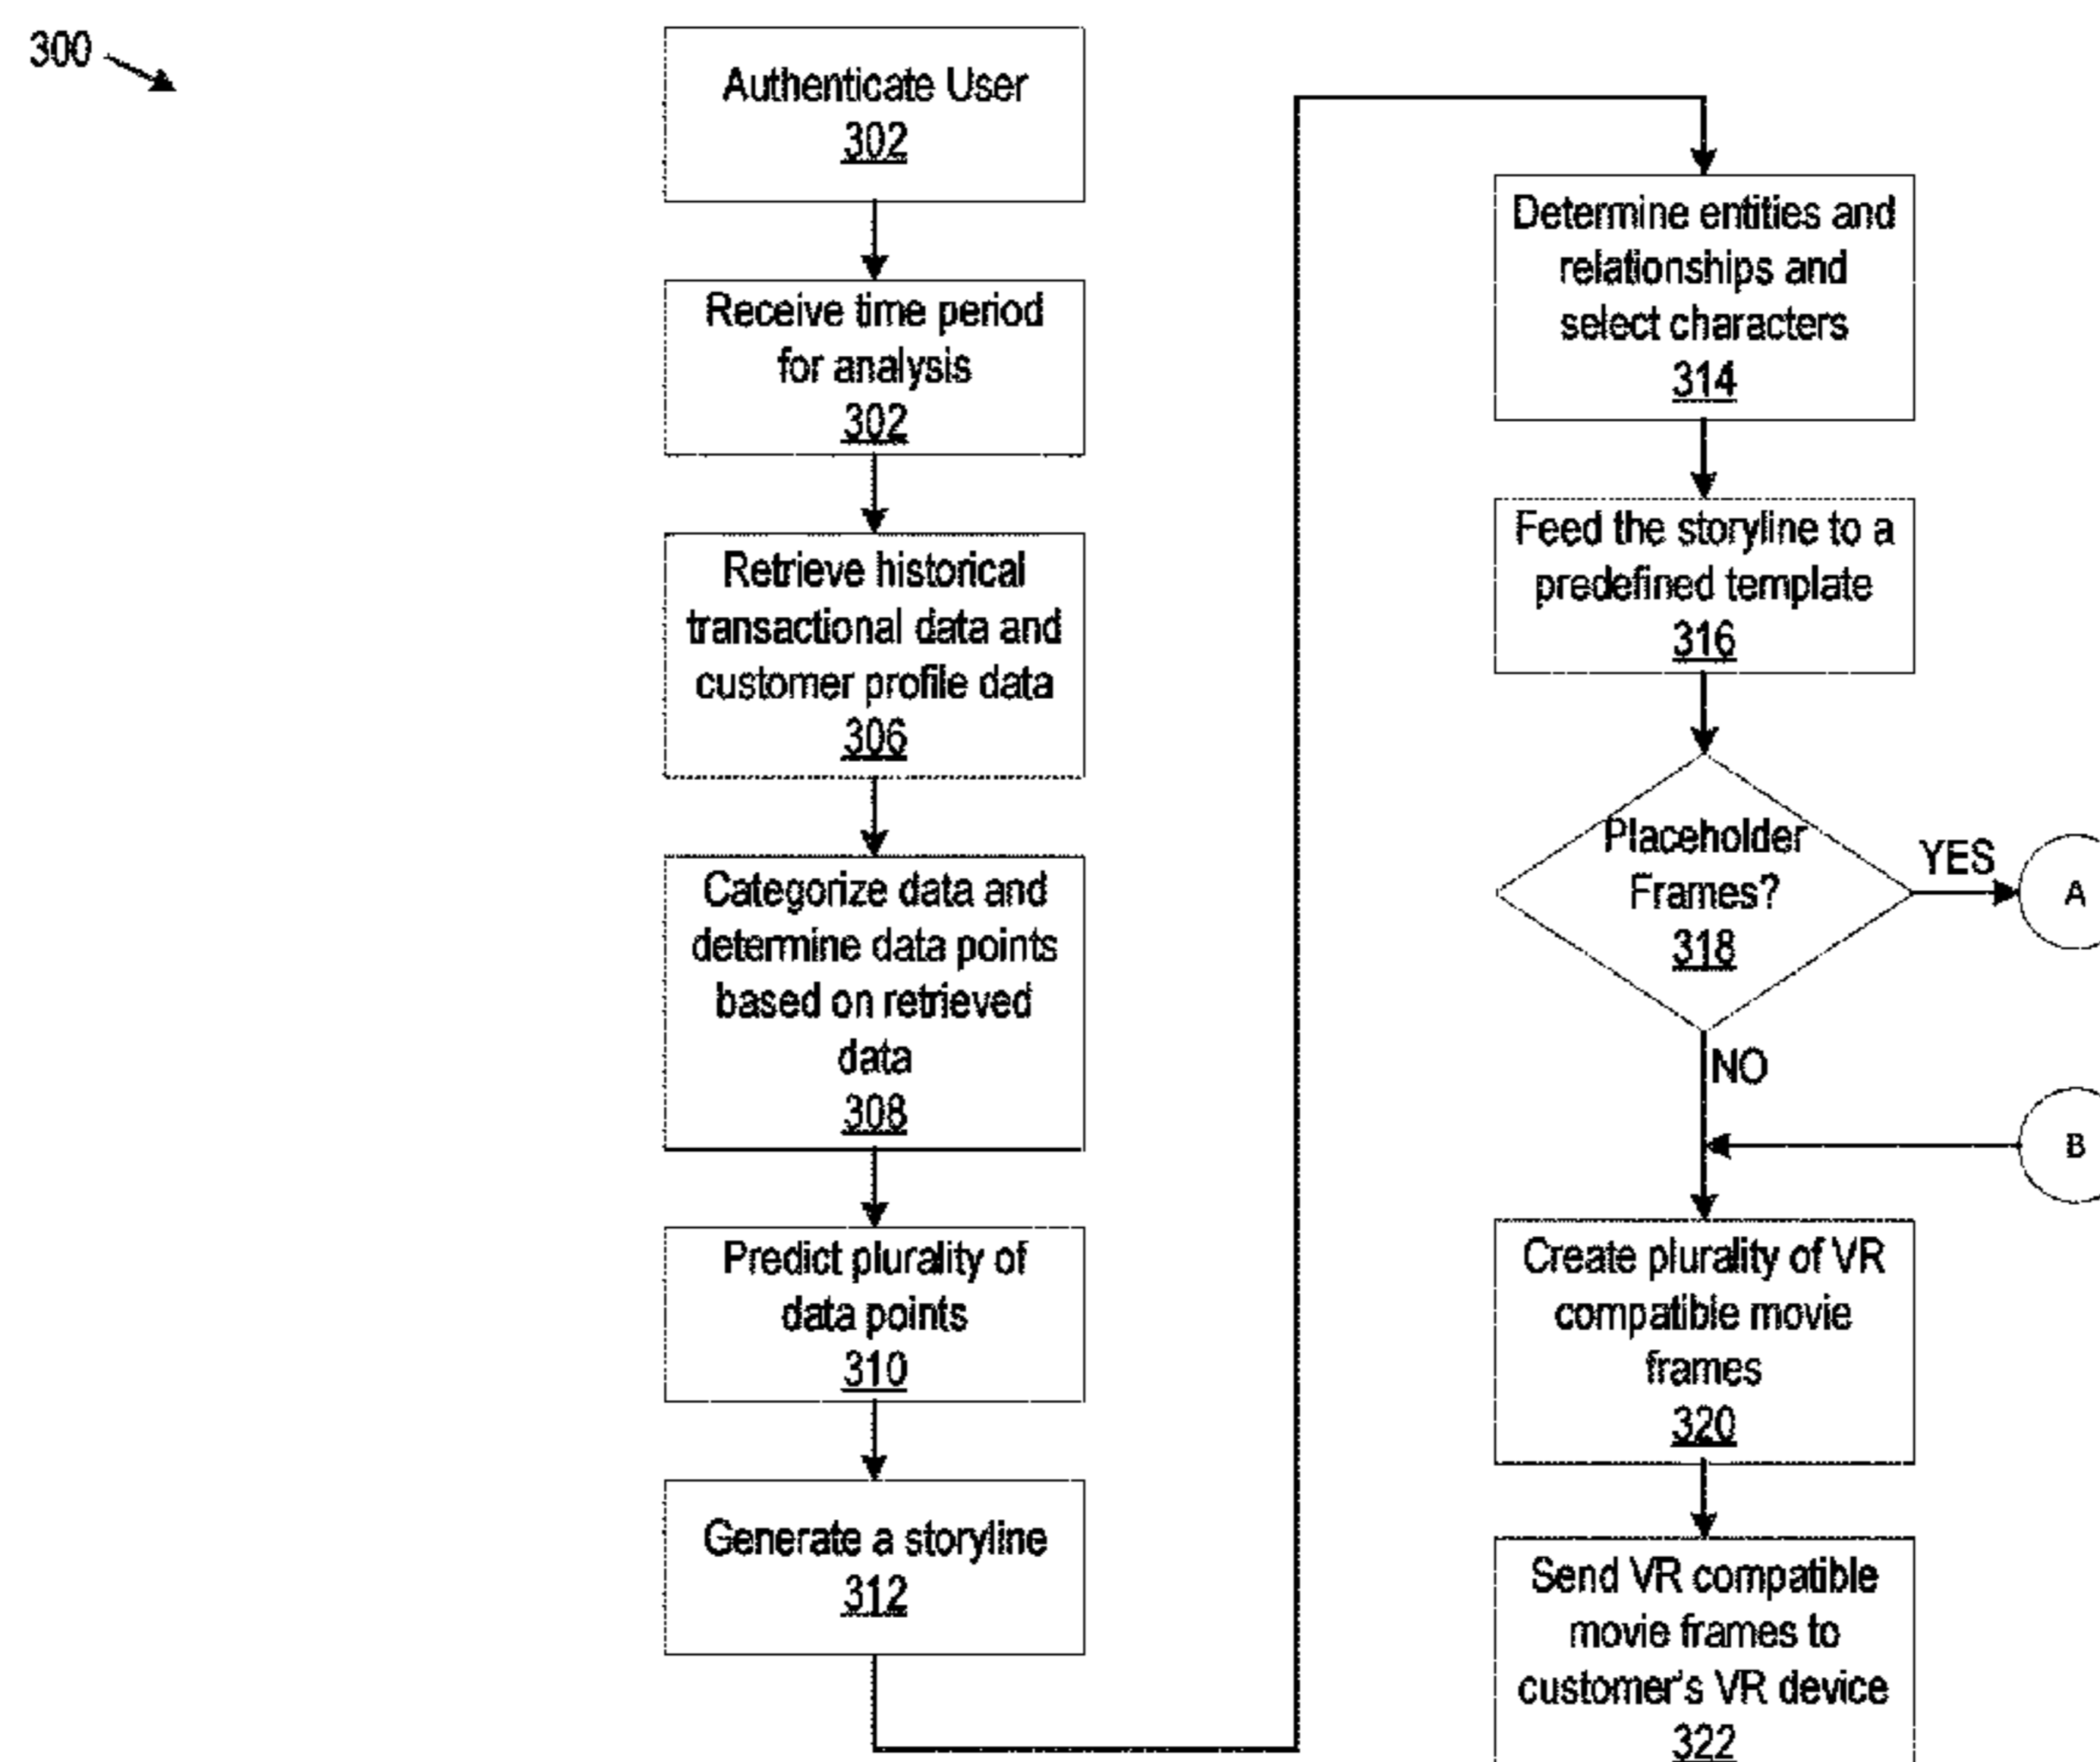 300
Authenticate User
302
Receive time period
for analysis
302
Retrieve historical
transactional data and
customer profile data
306
Categorize data and
determine data points
based on retrieved
data
308
Predict plurality of
data points
310
Generate a storyline
312
Determine entities and
relationships and
select characters
314
Feed the storyline to a
predefined template
316
Placeholder
Frames?
318
YES
A
NO
B
Create plurality of VR
compatible movie
frames
320
Send VR compatible
movie frames to
customer's VR device
322